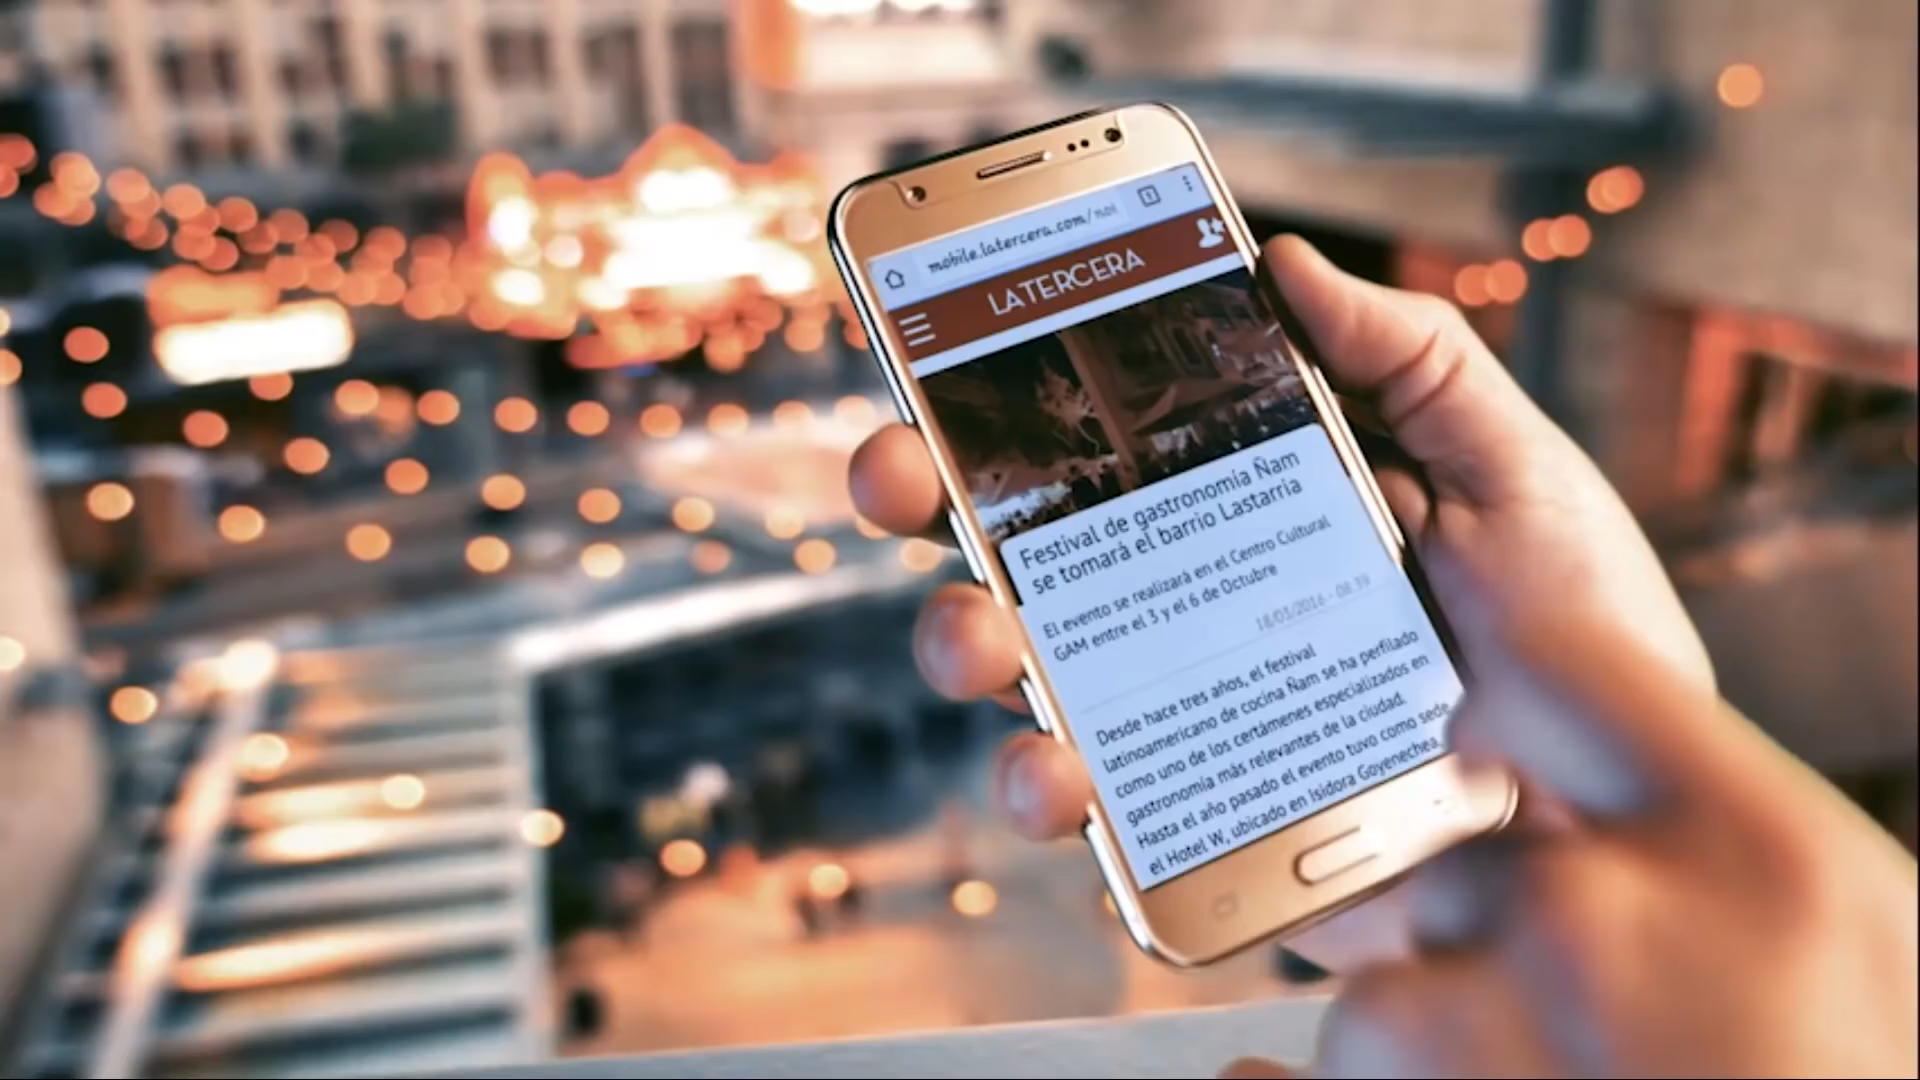 mobile.latercera.com/noi
LATERCERA
Festival de gastronomía Ñam
se tomará el barrio Lastarria
El evento se realizará en el Centro Cultural
GAM entre el 3 y el 6 de Octubre
18/03/2016 - 08:39
Desde hace tres años, el festival
latinoamericano de cocina Ñam se ha perfilado
como uno de los certámenes especializados en
gastronomía más relevantes de la ciudad.
Hasta el año pasado el evento tuvo como sede
el Hotel W, ubicado en Isidora Goyenechea,